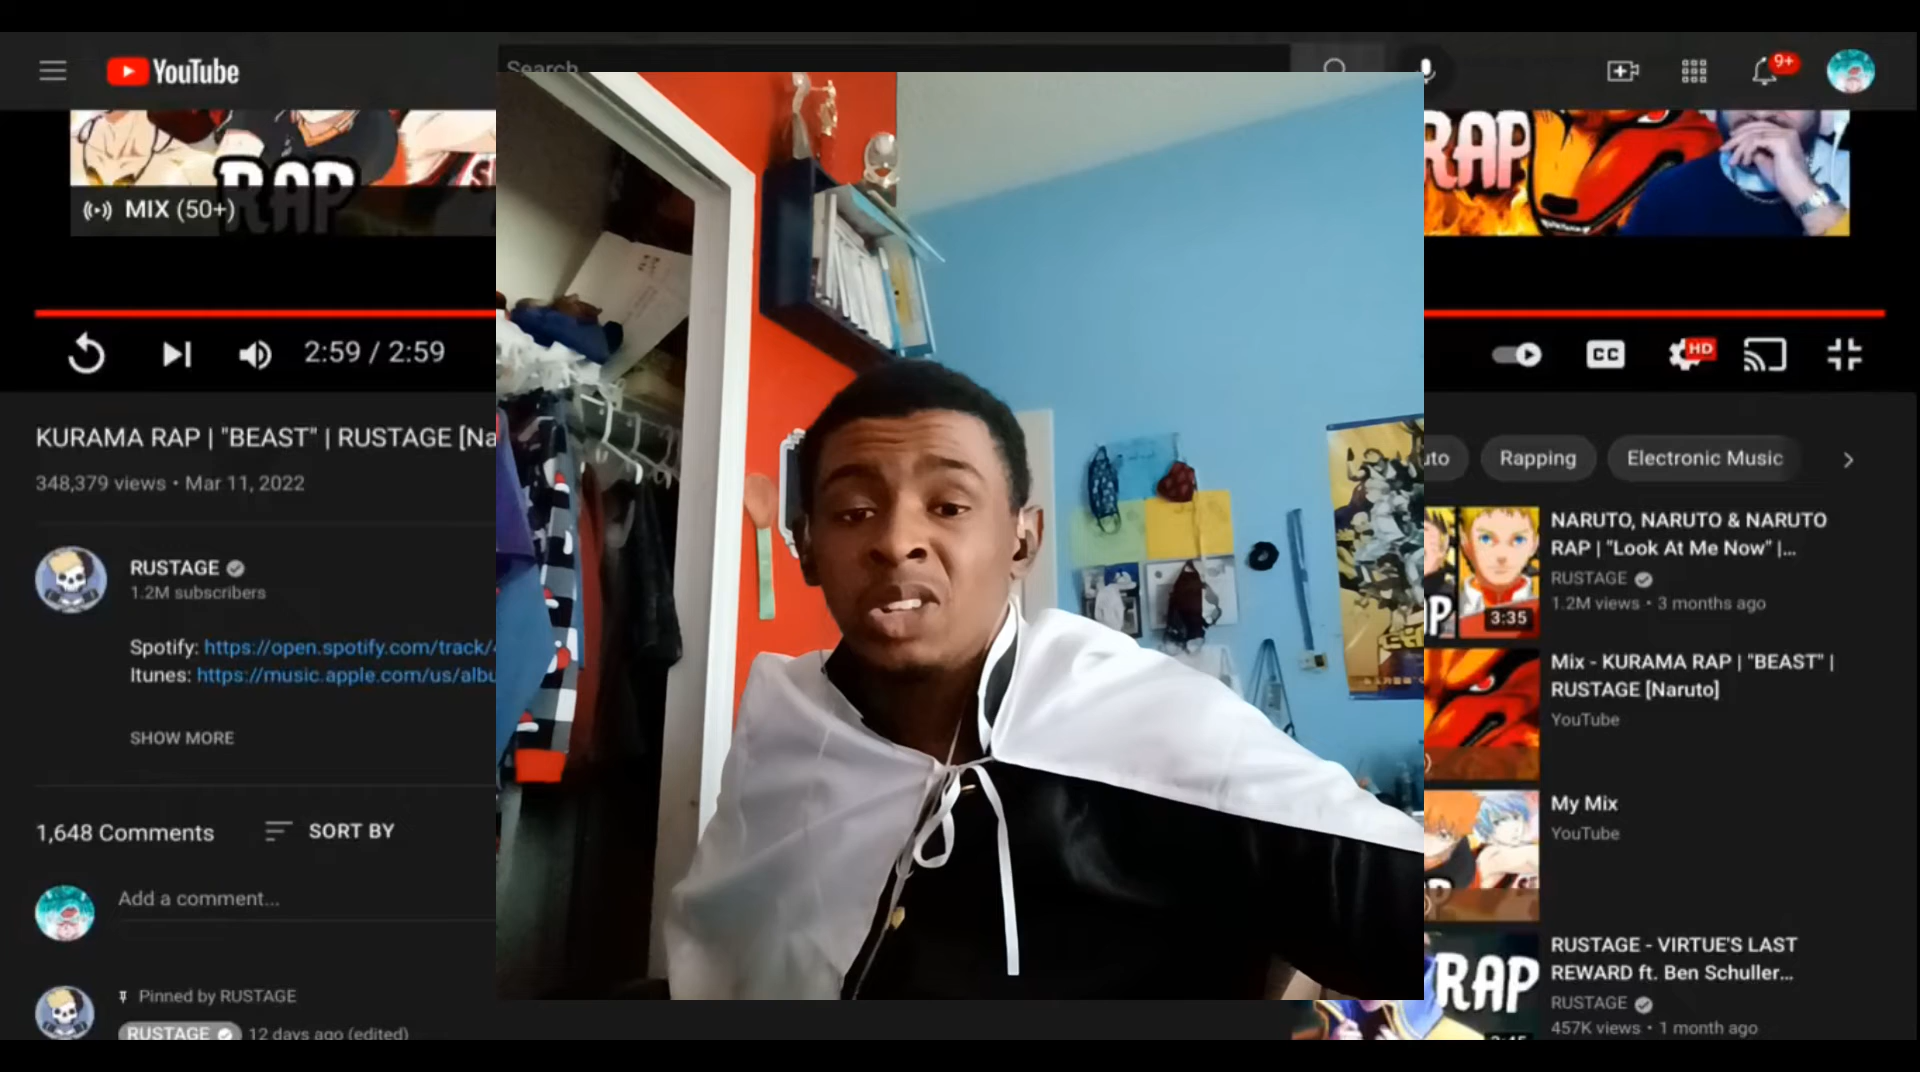 YouTube
Search
9+
RAP
MIX (50+)
RAP
2:59 / 2:59
CC
HD
KURAMA RAP | "BEAST" | RUSTAGE [Na
348,379 views • Mar 11, 2022
RUSTAGE
1.2M subscribers
Spotify: https://open.spotify.com/track/
Itunes: https://music.apple.com/us/albu
SHOW MORE
1,648 Comments
SORT BY
Add a comment...
Pinned by RUSTAGE
RUSTAGE 12 days ago (edited)
uto
Rapping
Electronic Music
NARUTO, NARUTO & NARUTO
RAP | "Look At Me Now" |...
RUSTAGE
1.2M views • 3 months ago
3:35
Mix - KURAMA RAP | "BEAST" |
RUSTAGE [Naruto]
YouTube
My Mix
YouTube
RUSTAGE - VIRTUE'S LAST
REWARD ft. Ben Schuller...
RUSTAGE
457K views • 1 month ago
RAP